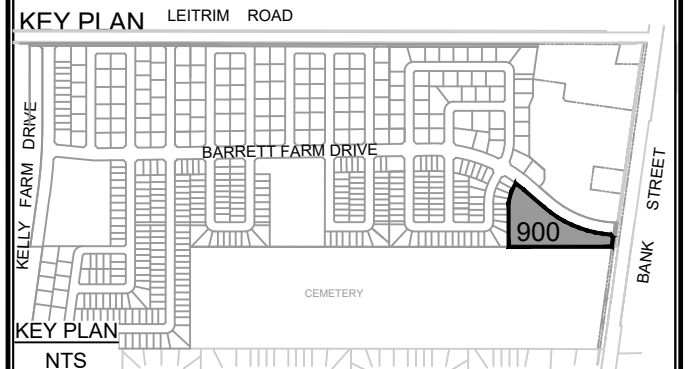 KEY PLAN LEITRIM ROAD
KELLY FARM DRIVE
BARRETT FARM DRIVE
BANK STREET
900
CEMETERY
KEY PLAN
NTS